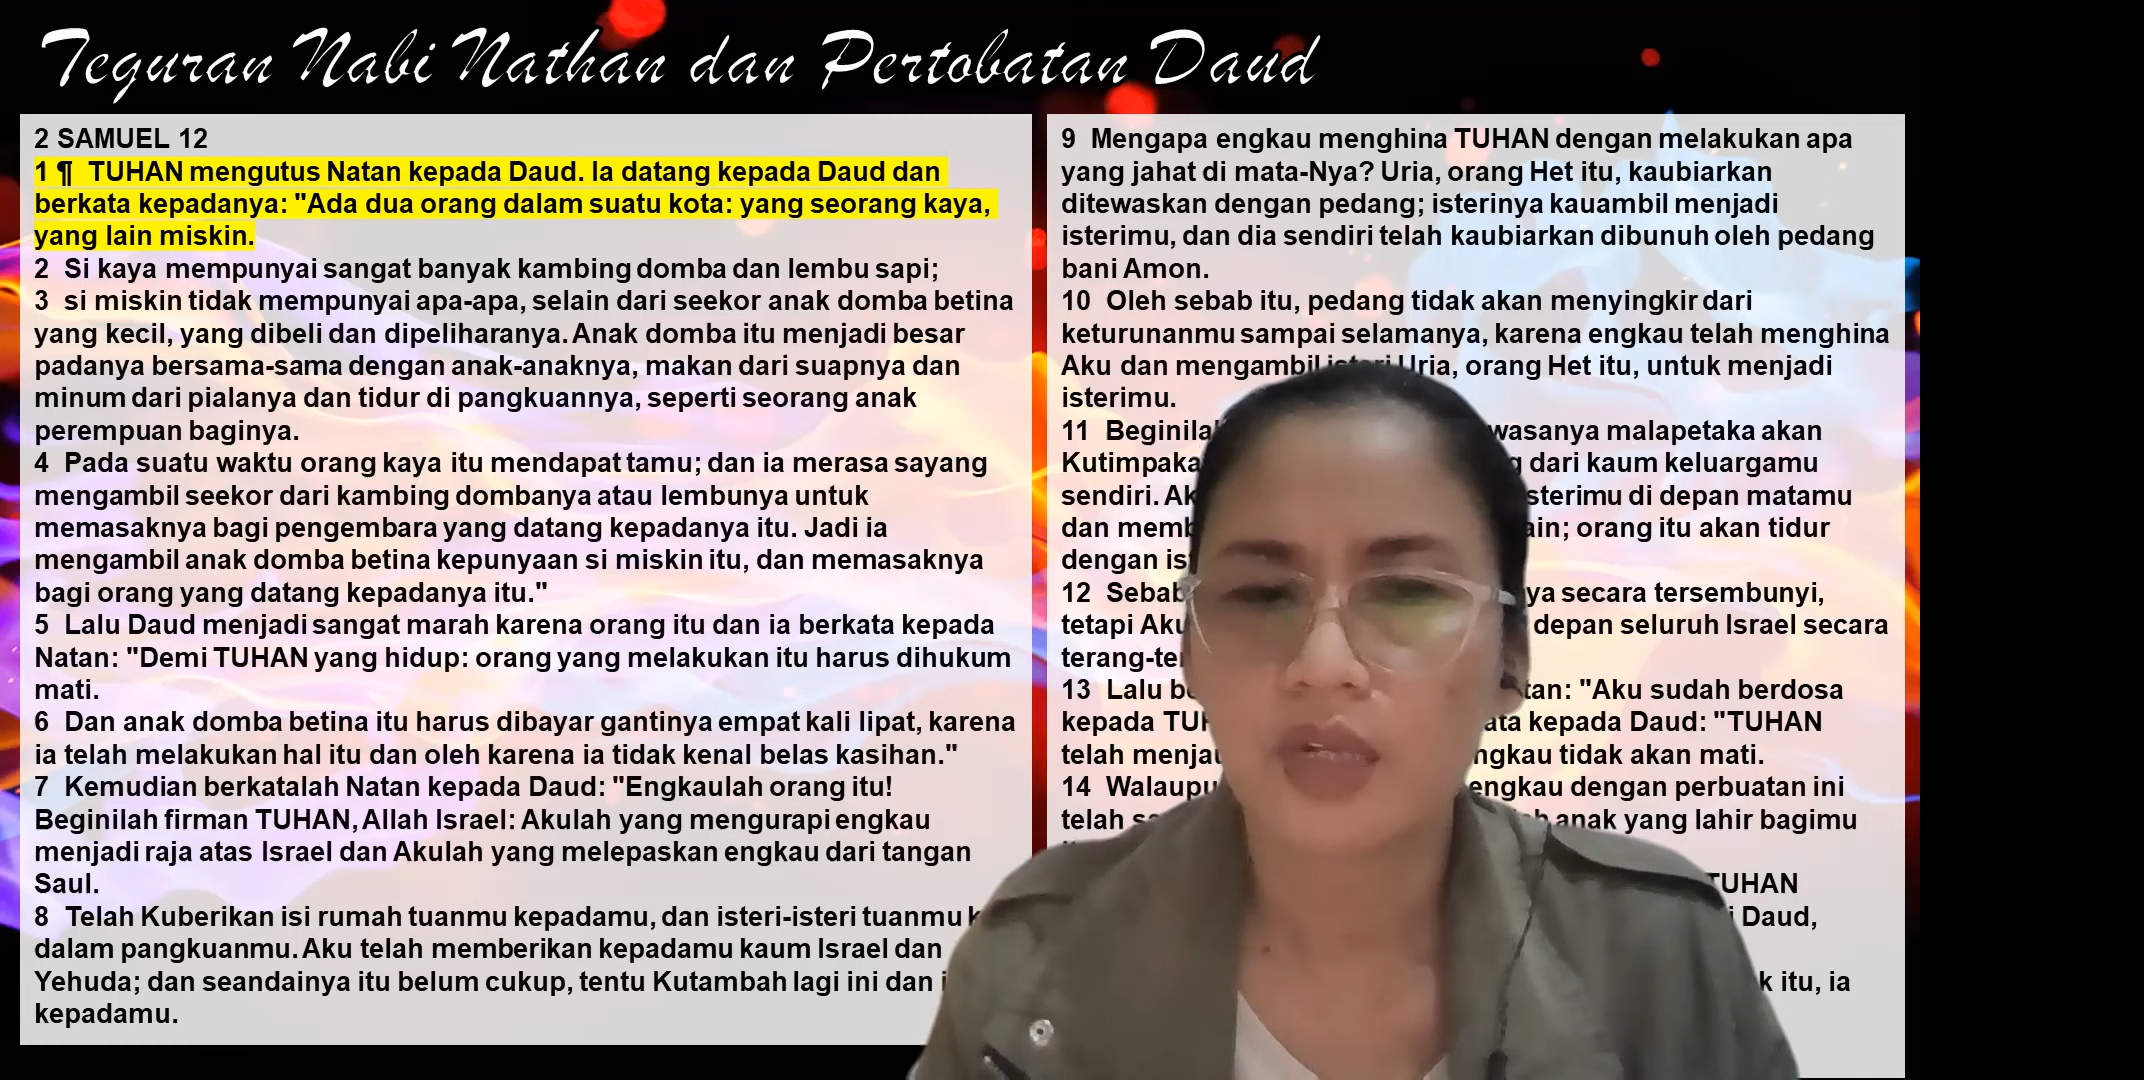 Teguran Nabi Nathan dan Pertobatan Daud
2 SAMUEL 12
1 ¶ TUHAN mengutus Natan kepada Daud. Ia datang kepada Daud dan
berkata kepadanya: "Ada dua orang dalam suatu kota: yang seorang kaya,
yang lain miskin.
2 Si kaya mempunyai sangat banyak kambing domba dan lembu sapi;
3 si miskin tidak mempunyai apa-apa, selain dari seekor anak domba betina
yang kecil, yang dibeli dan dipeliharanya. Anak domba itu menjadi besar
padanya bersama-sama dengan anak-anaknya, makan dari suapnya dan
minum dari pialanya dan tidur di pangkuannya, seperti seorang anak
perempuan baginya.
4 Pada suatu waktu orang kaya itu mendapat tamu; dan ia merasa sayang
mengambil seekor dari kambing dombanya atau lembunya untuk
memasaknya bagi pengembara yang datang kepadanya itu. Jadi ia
mengambil anak domba betina kepunyaan si miskin itu, dan memasaknya
bagi orang yang datang kepadanya itu."
5 Lalu Daud menjadi sangat marah karena orang itu dan ia berkata kepada
Natan: "Demi TUHAN yang hidup: orang yang melakukan itu harus dihukum
mati.
6 Dan anak domba betina itu harus dibayar gantinya empat kali lipat, karena
ia telah melakukan hal itu dan oleh karena ia tidak kenal belas kasihan."
7 Kemudian berkatalah Natan kepada Daud: "Engkaulah orang itu!
Beginilah firman TUHAN, Allah Israel: Akulah yang mengurapi engkau
menjadi raja atas Israel dan Akulah yang melepaskan engkau dari tangan
Saul.
8 Telah Kuberikan isi rumah tuanmu kepadamu, dan isteri-isteri tuanmu
dalam pangkuanmu. Aku telah memberikan kepadamu kaum Israel dan
Yehuda; dan seandainya itu belum cukup, tentu Kutambah lagi ini dan
kepadamu.
9 Mengapa engkau menghina TUHAN dengan melakukan apa
yang jahat di mata-Nya? Uria, orang Het itu, kaubiarkan
ditewaskan dengan pedang; isterinya kauambil menjadi
isterimu, dan dia sendiri telah kaubiarkan dibunuh oleh pedang
bani Amon.
10 Oleh sebab itu, pedang tidak akan menyingkir dari
keturunanmu sampai selamanya, karena engkau telah menghina
Aku dan mengambil isteri Uria, orang Het itu, untuk menjadi
isterimu.
11 malapetaka akan
dari kaum keluargamu
sendiri. di depan matamu
dan orang itu akan tidur
dengan
12 secara tersembunyi,
tetapi depan seluruh Israel secara
13 Lalu "Aku sudah berdosa
kepada kepada Daud: "TUHAN
telah tidak akan mati.
14 engkau dengan perbuatan ini
telah anak yang lahir bagimu
TUHAN
Daud,
itu, ia